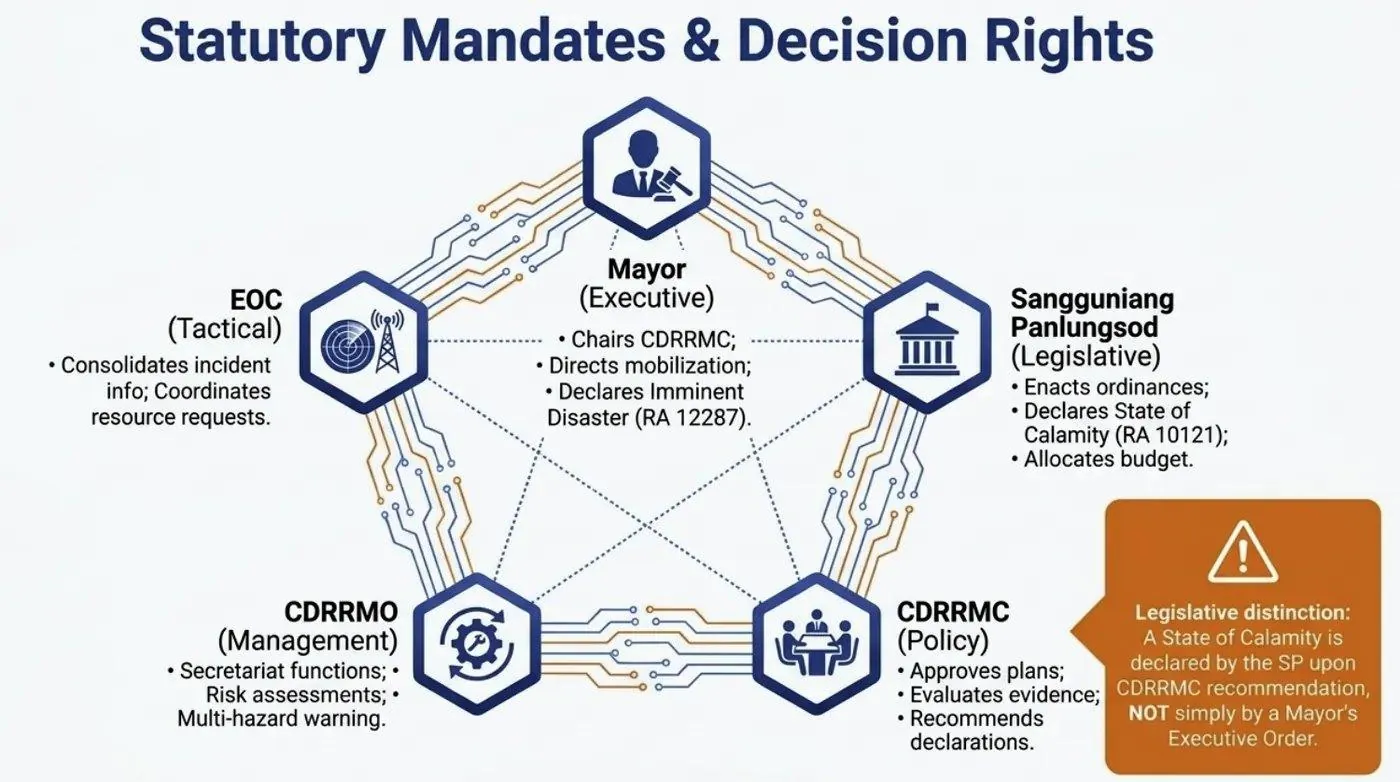 Statutory Mandates & Decision Rights
Mayor
(Executive)
• Chairs CDRRMC;
• Directs mobilization;
• Declares Imminent
Disaster (RA 12287).
EOC
(Tactical)
• Consolidates incident
info; Coordinates
resource requests.
Sangguniang
Panlungsod
(Legislative)
• Enacts ordinances;
• Declares State of
Calamity (RA 10121);
• Allocates budget.
CDRRMO
(Management)
• Secretariat functions; •
Risk assessments; •
Multi-hazard warning.
CDRRMC
(Policy)
• Approves plans;
• Evaluates evidence;
• Recommends
declarations.
Legislative distinction:
A State of Calamity is
declared by the SP upon
CDRRMC recommendation,
NOT simply by a Mayor's
Executive Order.